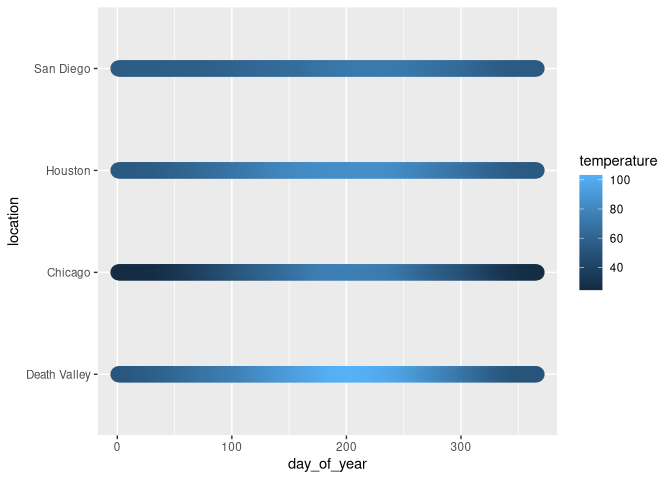 San Diego
Houston
Chicago
Death Valley
location
0 100 200 300
day_of_year
temperature
100
80
60
40